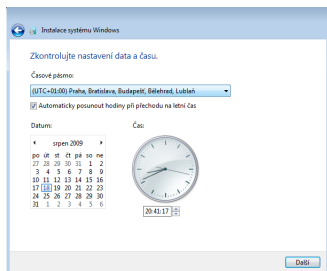 Instalace systému Windows
Zkontrolujte nastavení data a času.
Časové pásmo:
(UTC+01:00) Praha, Bratislava, Budapešť, Bělehrad, Lublaň
Automaticky posunout hodiny při přechodu na letní čas
Datum:
Čas:
srpen 2009
po út st čt pá so ne
27 28 29 30 31 1 2
3 4 5 6 7 8 9
10 11 12 13 14 15 16
17 18 19 20 21 22 23
24 25 26 27 28 29 30
31 1 2 3 4 5 6
20:41:17
Další